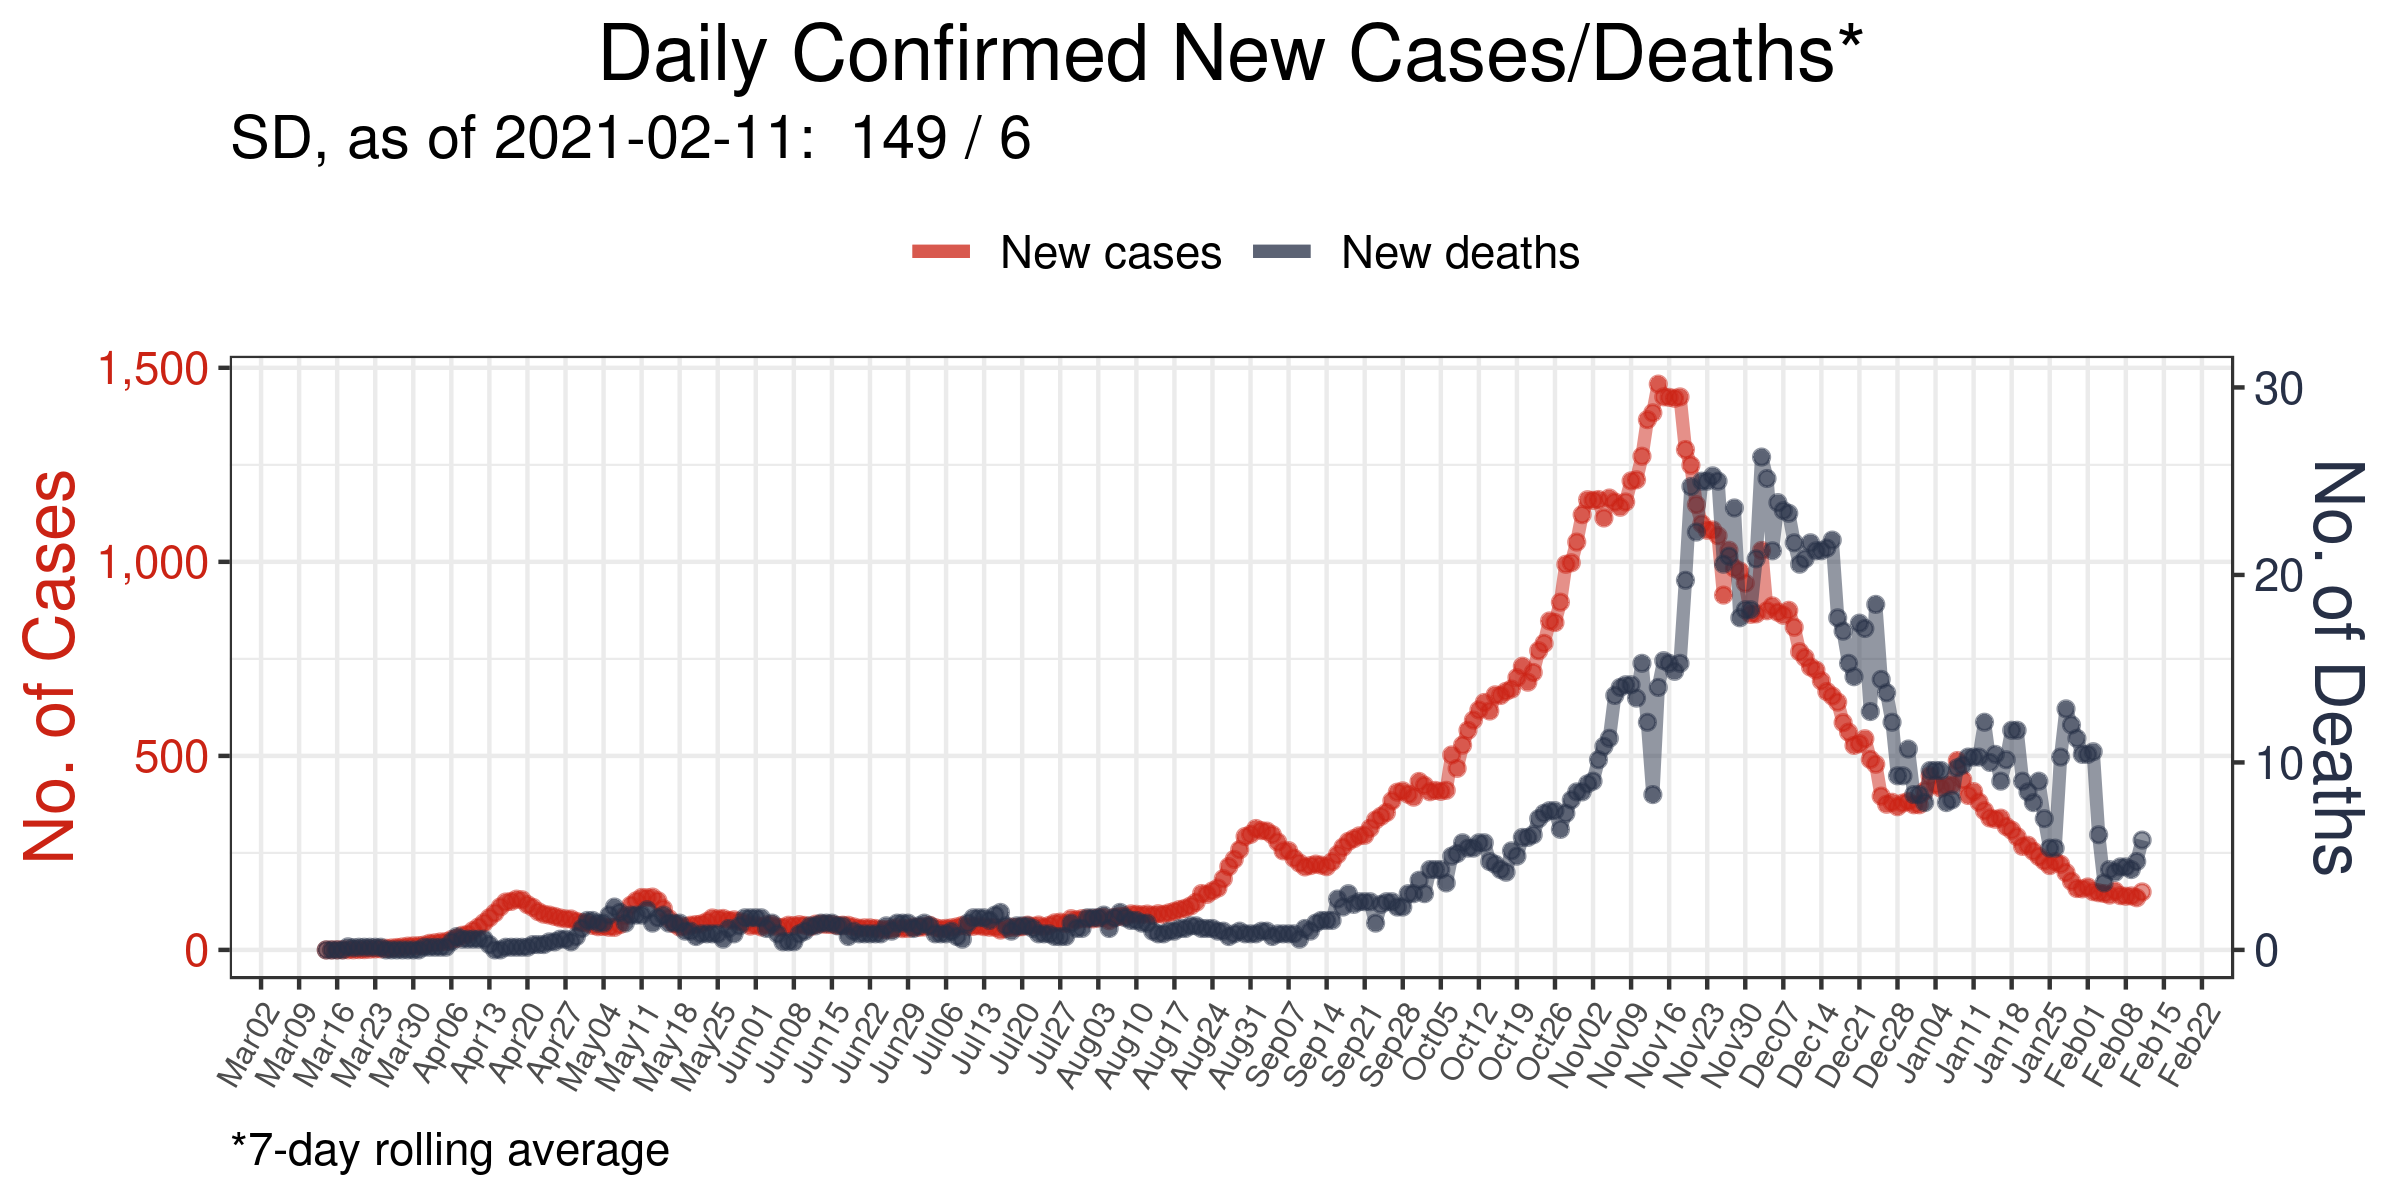 Daily Confirmed New Cases/Deaths*
SD, as of 2021-02-11:  149 / 6
New cases
New deaths
No. of Cases
1,500
1,000
500
0
30
20
10
0
No. of Deaths
Mar02
Mar09
Mar16
Mar23
Mar30
Apr06
Apr13
Apr20
Apr27
May04
May11
May18
May25
Jun01
Jun08
Jun15
Jun22
Jun29
Jul06
Jul13
Jul20
Jul27
Aug03
Aug10
Aug17
Aug24
Aug31
Sep07
Sep14
Sep21
Sep28
Oct05
Oct12
Oct19
Oct26
Nov02
Nov09
Nov16
Nov23
Nov30
Dec07
Dec14
Dec21
Dec28
Jan04
Jan11
Jan18
Jan25
Feb01
Feb08
Feb15
Feb22
*7-day rolling average